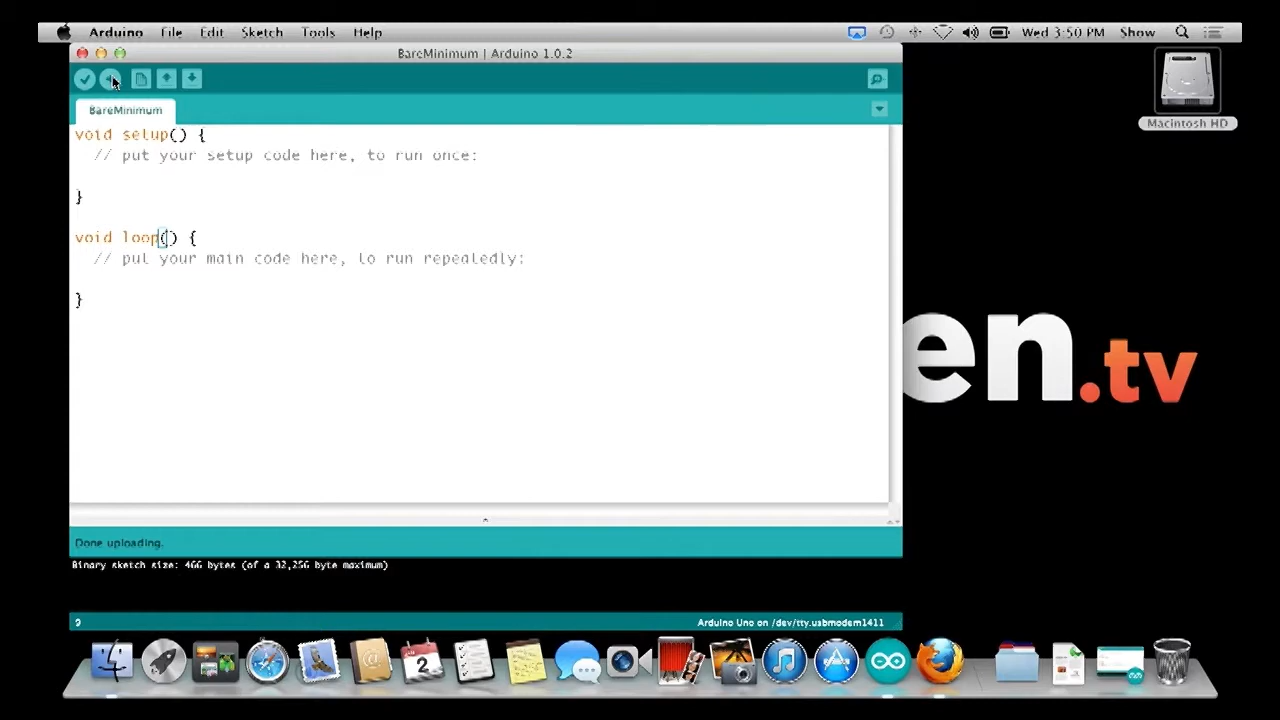 Arduino File Edit Sketch Tools Help Wed 3:50 PM Show
BareMinimum | Arduino 1.0.2
Macintosh HD
BareMinimum
void setup() {
// put your setup code here, to run once:
}
void loop() {
// put your main code here, to run repeatedly:
}
en.tv
Done uploading.
Binary sketch size: 466 bytes (of a 32,256 byte maximum)
9 Arduino Uno on /dev/tty.usbmodem1411
2